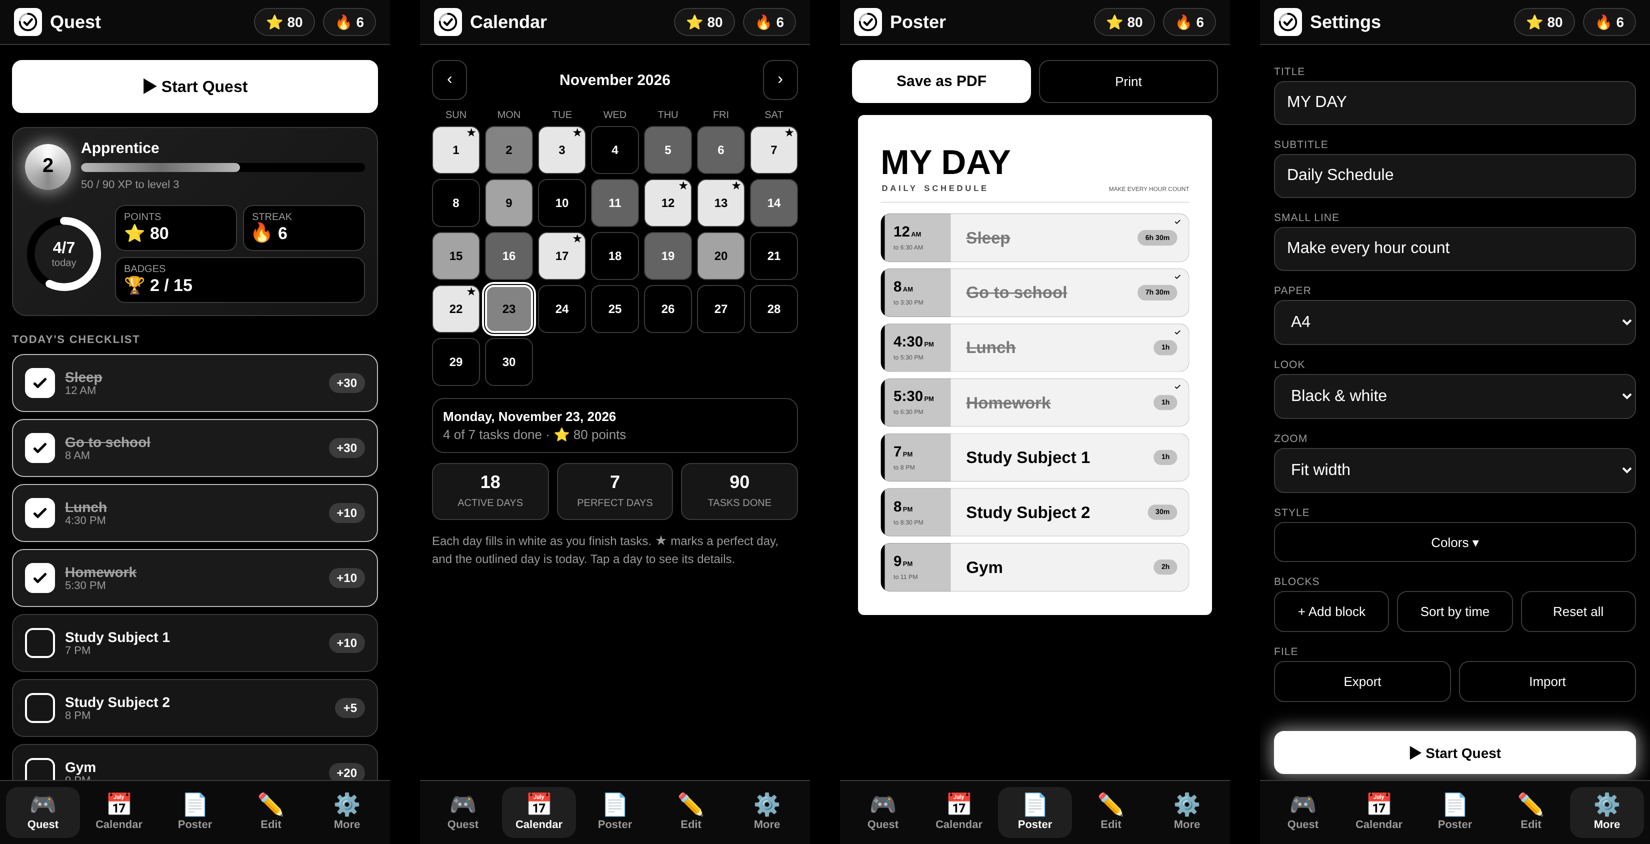 Quest
⭐ 80
🔥 6
▶ Start Quest
2
Apprentice
50 / 90 XP to level 3
4/7
today
POINTS
⭐ 80
STREAK
🔥 6
BADGES
🏆 2 / 15
TODAY'S CHECKLIST
Sleep
12 AM
+30
Go to school
8 AM
+30
Lunch
4:30 PM
+10
Homework
5:30 PM
+10
Study Subject 1
7 PM
+10
Study Subject 2
8 PM
+5
Gym
9 PM
+20
Quest
Calendar
Poster
Edit
More
Calendar
⭐ 80
🔥 6
‹
November 2026
›
SUN MON TUE WED THU FRI SAT
1★ 2 3★ 4 5 6 7★
8 9 10 11 12★ 13★ 14
15 16 17★ 18 19 20 21
22★ 23 24 25 26 27 28
29 30
Monday, November 23, 2026
4 of 7 tasks done · ⭐ 80 points
18
ACTIVE DAYS
7
PERFECT DAYS
90
TASKS DONE
Each day fills in white as you finish tasks. ★ marks a perfect day,
and the outlined day is today. Tap a day to see its details.
Quest
Calendar
Poster
Edit
More
Poster
⭐ 80
🔥 6
Save as PDF
Print
MY DAY
DAILY SCHEDULE
MAKE EVERY HOUR COUNT
12 AM
to 6:30 AM
Sleep
6h 30m
8 AM
to 3:30 PM
Go to school
7h 30m
4:30 PM
to 5:30 PM
Lunch
1h
5:30 PM
to 6:30 PM
Homework
1h
7 PM
to 8 PM
Study Subject 1
1h
8 PM
to 8:30 PM
Study Subject 2
30m
9 PM
to 11 PM
Gym
2h
Quest
Calendar
Poster
Edit
More
Settings
⭐ 80
🔥 6
TITLE
MY DAY
SUBTITLE
Daily Schedule
SMALL LINE
Make every hour count
PAPER
A4
LOOK
Black & white
ZOOM
Fit width
STYLE
Colors ▾
BLOCKS
+ Add block
Sort by time
Reset all
FILE
Export
Import
▶ Start Quest
Quest
Calendar
Poster
Edit
More